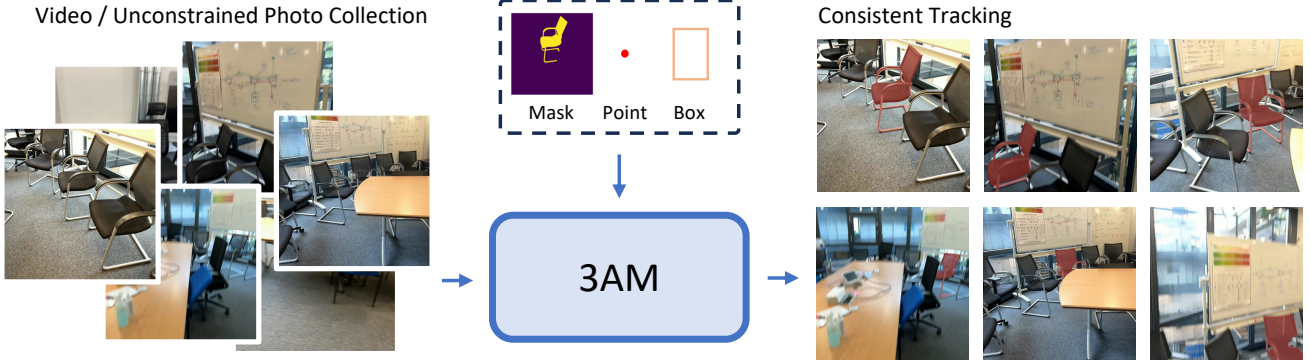 Video / Unconstrained Photo Collection
Mask Point Box
3AM
Consistent Tracking